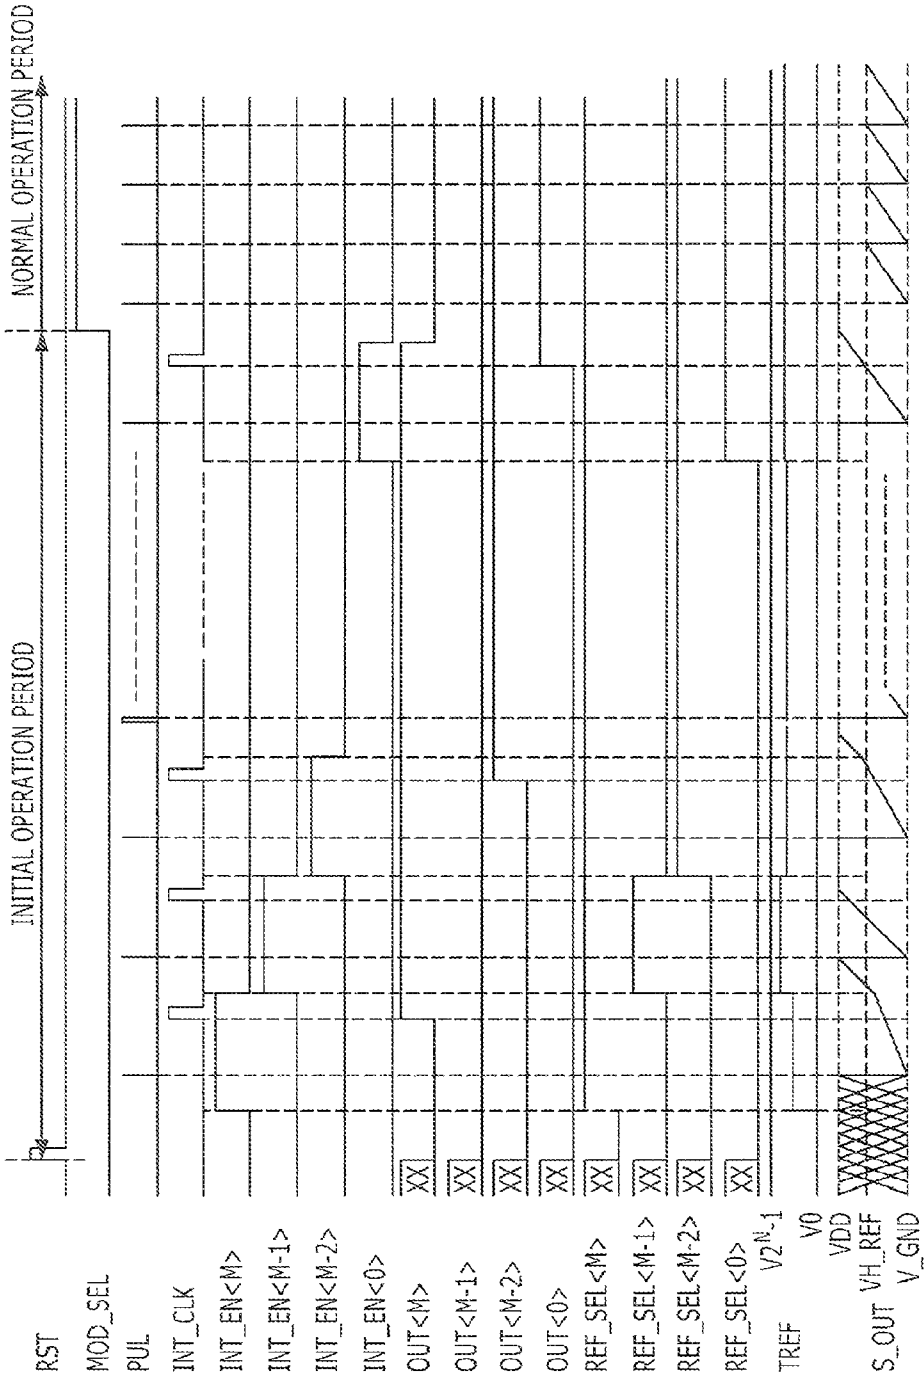 INITIAL OPERATION PERIOD
NORMAL OPERATION PERIOD
RST
MOD_SEL
PUL
INT_CLK
INT_EN<M>
INT_EN<M-1>
INT_EN<M-2>
INT_EN<0>
OUT<M>
XX
OUT<M-1>
XX
OUT<M-2>
XX
OUT<0>
XX
REF_SEL<M>
XX
REF_SEL<M-1>
XX
REF_SEL<M-2>
XX
REF_SEL<0>
XX
V2^N-1
TREF
V0
VDD
VH_REF
S_OUT
V_GND